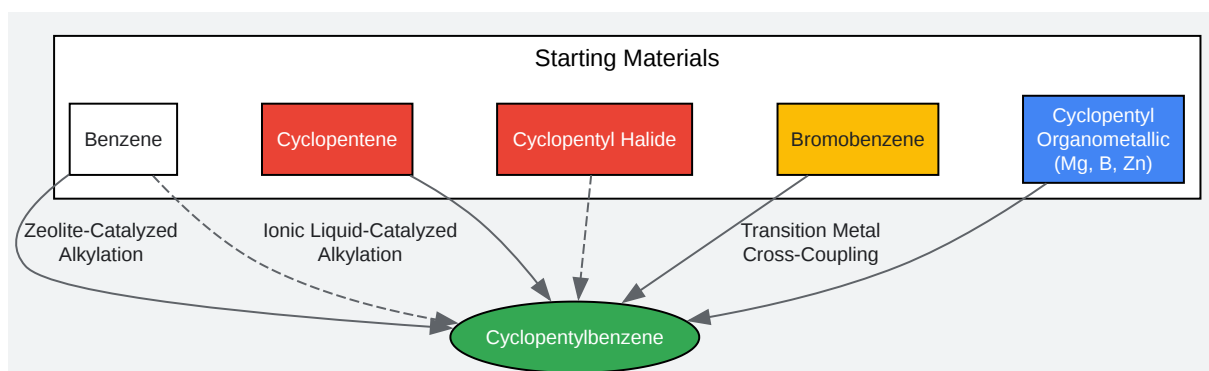 Starting Materials
Benzene
Cyclopentene
Cyclopentyl Halide
Bromobenzene
Cyclopentyl
Organometallic
(Mg, B, Zn)
Zeolite-Catalyzed
Alkylation
Ionic Liquid-Catalyzed
Alkylation
Transition Metal
Cross-Coupling
Cyclopentylbenzene